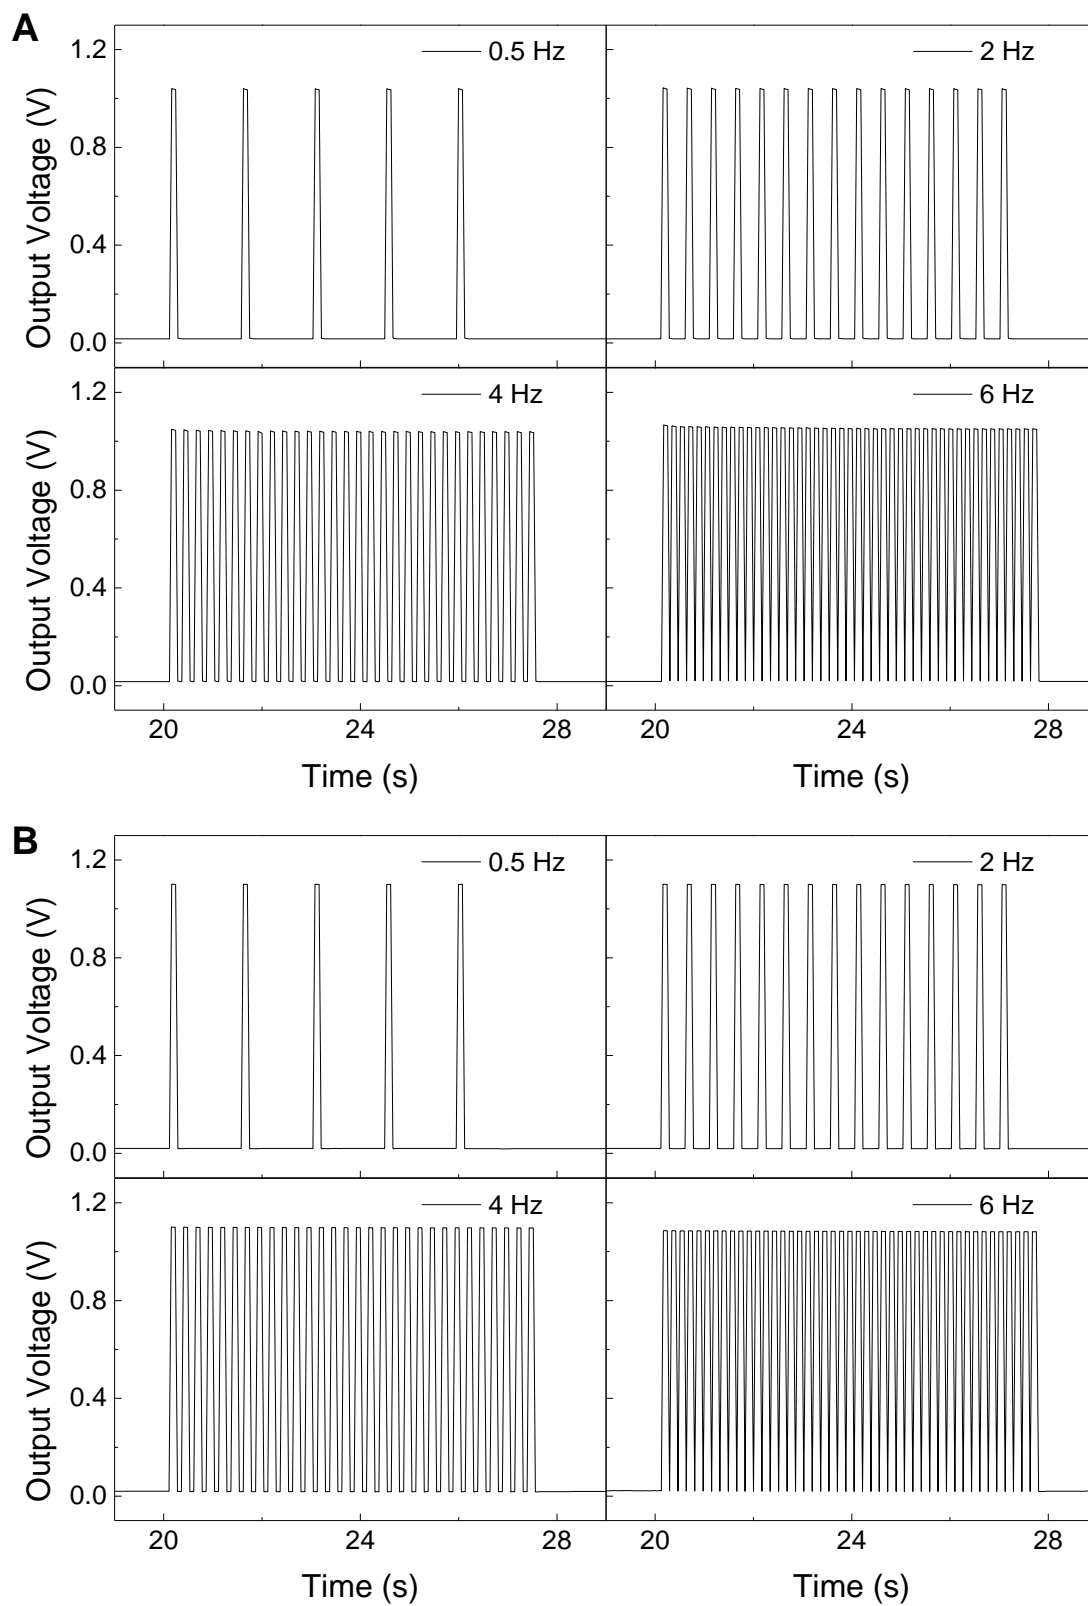 A
0.5 Hz
2 Hz
1.2
0.8
0.4
0.0
Output Voltage (V)
4 Hz
6 Hz
1.2
0.8
0.4
0.0
Output Voltage (V)
20 24 28 20 24 28
Time (s) Time (s)
B
0.5 Hz
2 Hz
1.2
0.8
0.4
0.0
Output Voltage (V)
4 Hz
6 Hz
1.2
0.8
0.4
0.0
Output Voltage (V)
20 24 28 20 24 28
Time (s) Time (s)